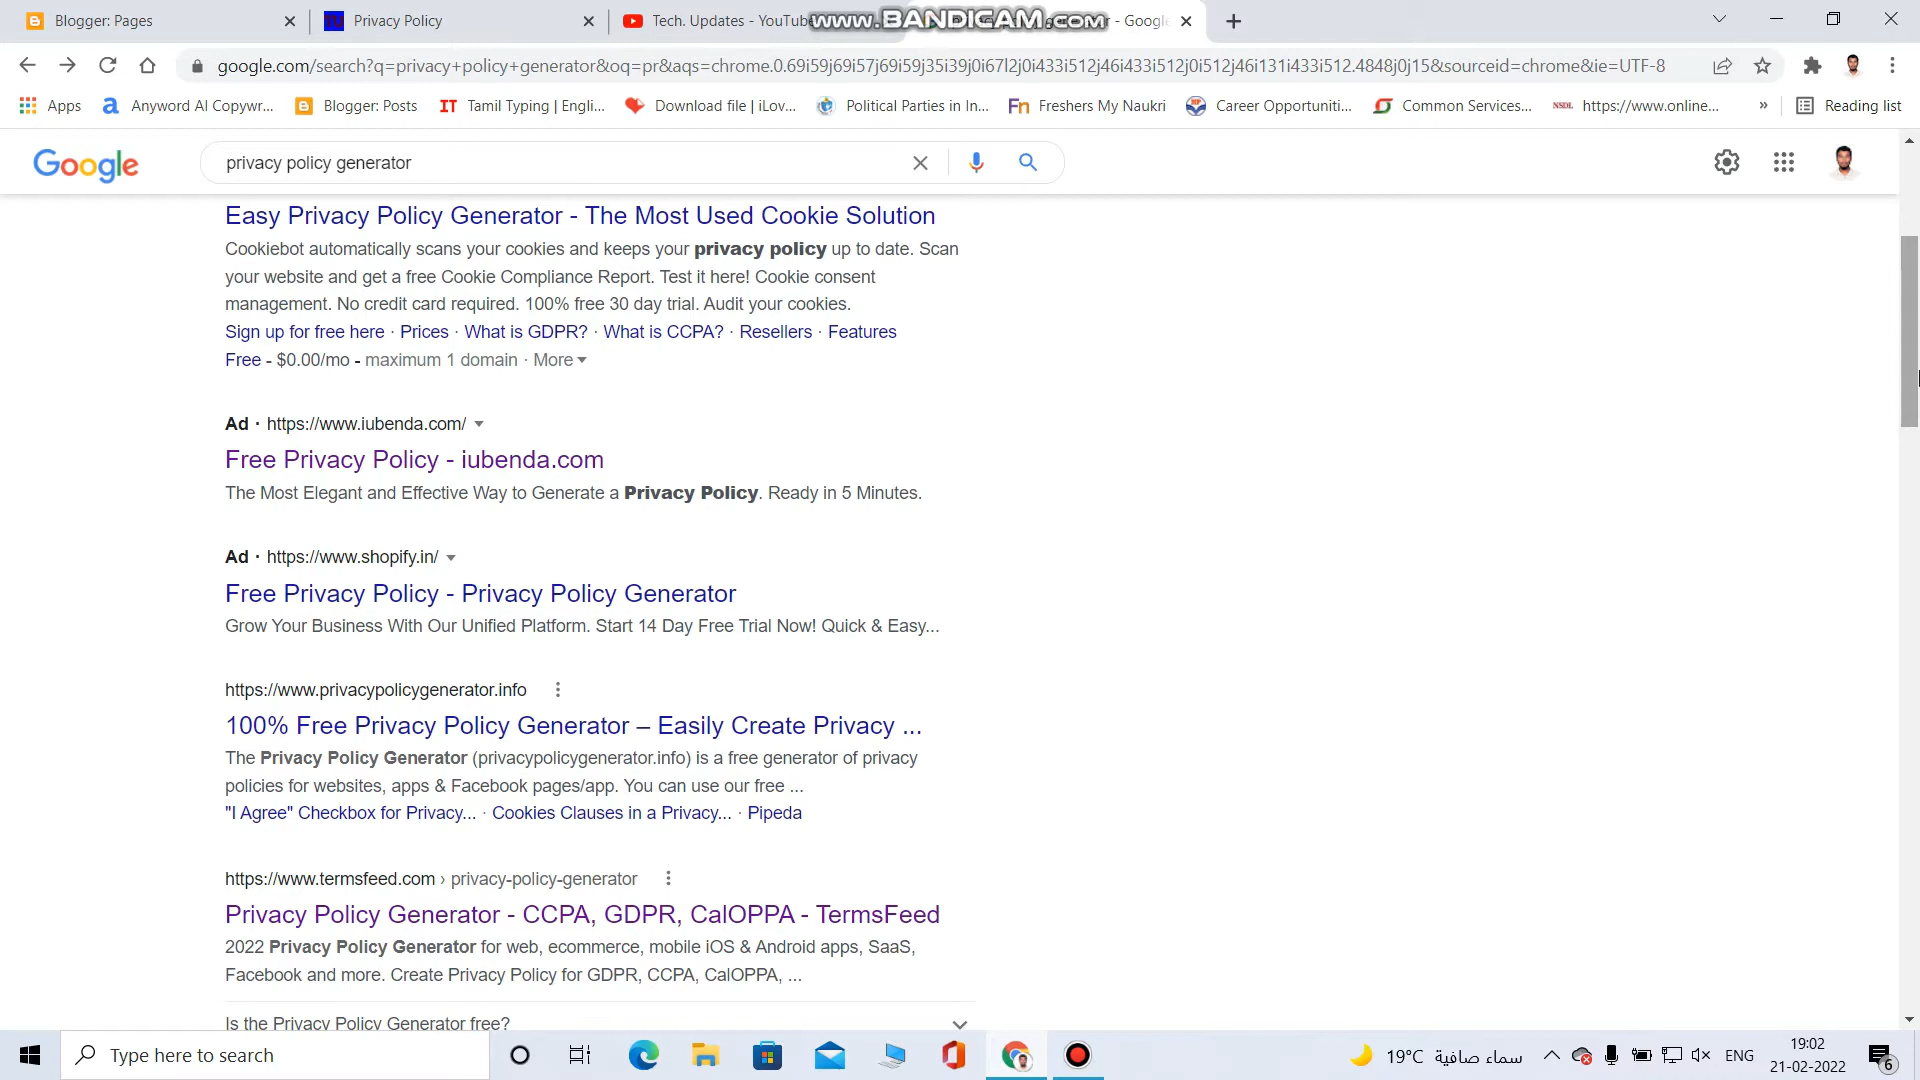 Blogger: Pages
Privacy Policy
Tech. Updates - YouTube
www.BANDICAM.com
- Google
google.com/search?q=privacy+policy+generator&oq=pr&aqs=chrome.0.69i59j69i57j69i59j35i39j0i67l2j0i433i512j46i433i512j0i512j46i131i433i512.4848j0j15&sourceid=chrome&ie=UTF-8
Apps
Anyword AI Copywr...
Blogger: Posts
IT Tamil Typing | Engli...
Download file | iLov...
Political Parties in In...
Fn Freshers My Naukri
Career Opportuniti...
Common Services...
NSDL https://www.online...
»
Reading list
Google
privacy policy generator
Easy Privacy Policy Generator - The Most Used Cookie Solution
Cookiebot automatically scans your cookies and keeps your privacy policy up to date. Scan
your website and get a free Cookie Compliance Report. Test it here! Cookie consent
management. No credit card required. 100% free 30 day trial. Audit your cookies.
Sign up for free here · Prices · What is GDPR? · What is CCPA? · Resellers · Features
Free - $0.00/mo - maximum 1 domain · More
Ad · https://www.iubenda.com/
Free Privacy Policy - iubenda.com
The Most Elegant and Effective Way to Generate a Privacy Policy. Ready in 5 Minutes.
Ad · https://www.shopify.in/
Free Privacy Policy - Privacy Policy Generator
Grow Your Business With Our Unified Platform. Start 14 Day Free Trial Now! Quick & Easy...
https://www.privacypolicygenerator.info
100% Free Privacy Policy Generator – Easily Create Privacy ...
The Privacy Policy Generator (privacypolicygenerator.info) is a free generator of privacy
policies for websites, apps & Facebook pages/app. You can use our free ...
"I Agree" Checkbox for Privacy... · Cookies Clauses in a Privacy... · Pipeda
https://www.termsfeed.com › privacy-policy-generator
Privacy Policy Generator - CCPA, GDPR, CalOPPA - TermsFeed
2022 Privacy Policy Generator for web, ecommerce, mobile iOS & Android apps, SaaS,
Facebook and more. Create Privacy Policy for GDPR, CCPA, CalOPPA, ...
Is the Privacy Policy Generator free?
Type here to search
19°C سماء صافية
ENG
19:02
21-02-2022
6